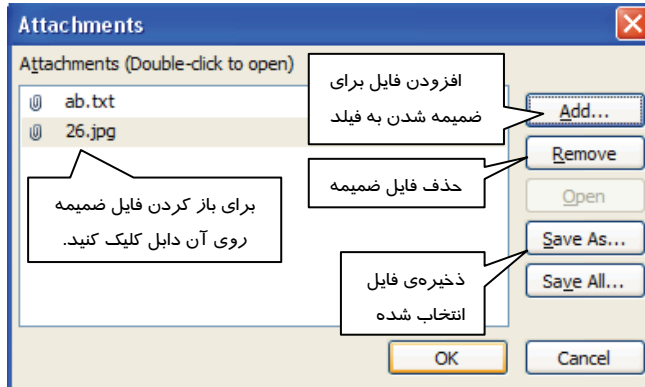 Attachments
Attachments (Double-click to open)
ab.txt
26.jpg
افزودن فایل برای
ضمیمه شدن به فیلد
Add...
Remove
حذف فایل ضمیمه
Open
برای باز کردن فایل ضمیمه
روی آن دابل کلیک کنید.
Save As...
ذخیره‌ی فایل
انتخاب شده
Save All...
OK
Cancel